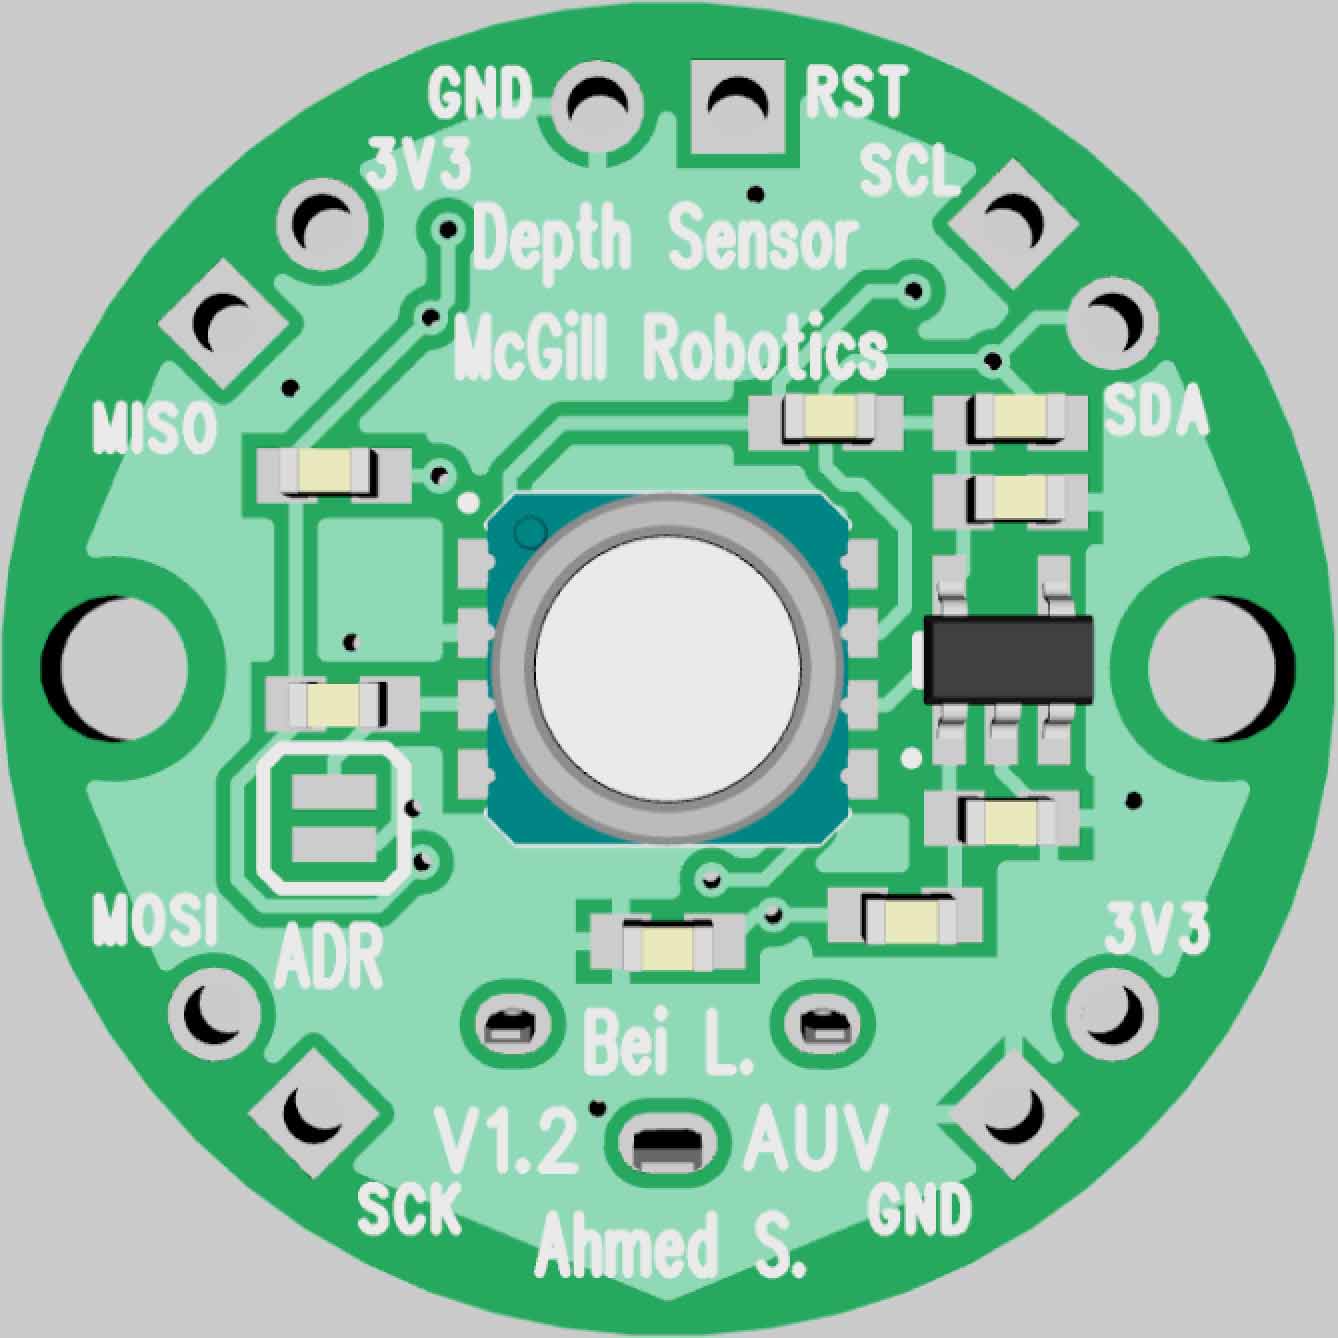 GND RST
3V3 SCL
Depth Sensor
McGill Robotics
MISO SDA
MOSI 3V3
ADR
Bei L.
V1.2 AUV
SCK GND
Ahmed S.